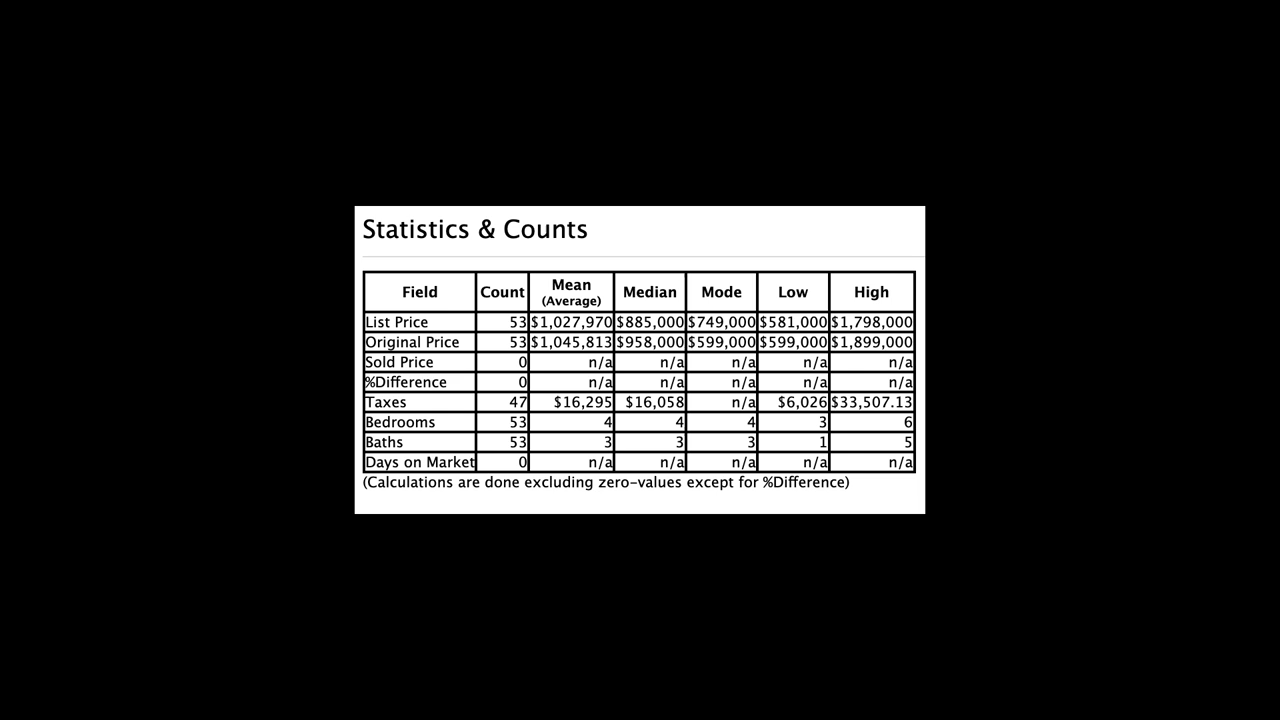 Statistics & Counts
Field Count Mean (Average) Median Mode Low High
List Price 53 $1,027,970 $885,000 $749,000 $581,000 $1,798,000
Original Price 53 $1,045,813 $958,000 $599,000 $599,000 $1,899,000
Sold Price 0 n/a n/a n/a n/a n/a
%Difference 0 n/a n/a n/a n/a n/a
Taxes 47 $16,295 $16,058 n/a $6,026 $33,507.13
Bedrooms 53 4 4 4 3 6
Baths 53 3 3 3 1 5
Days on Market 0 n/a n/a n/a n/a n/a
(Calculations are done excluding zero-values except for %Difference)